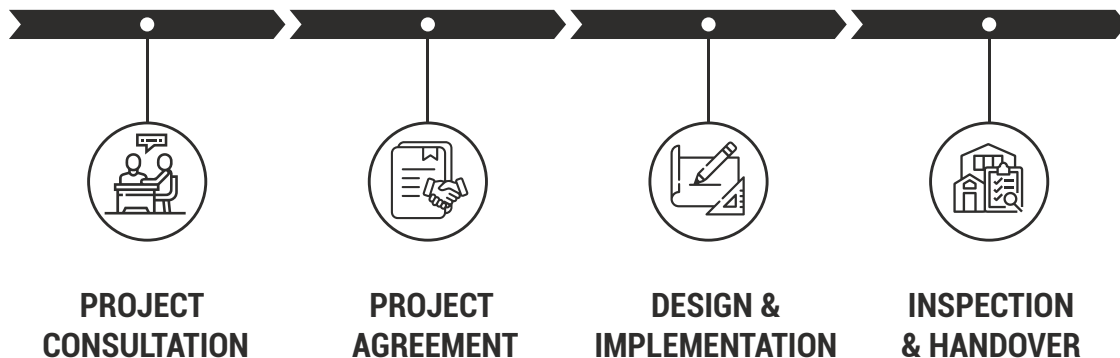 PROJECT
CONSULTATION
PROJECT
AGREEMENT
DESIGN &
IMPLEMENTATION
INSPECTION
& HANDOVER